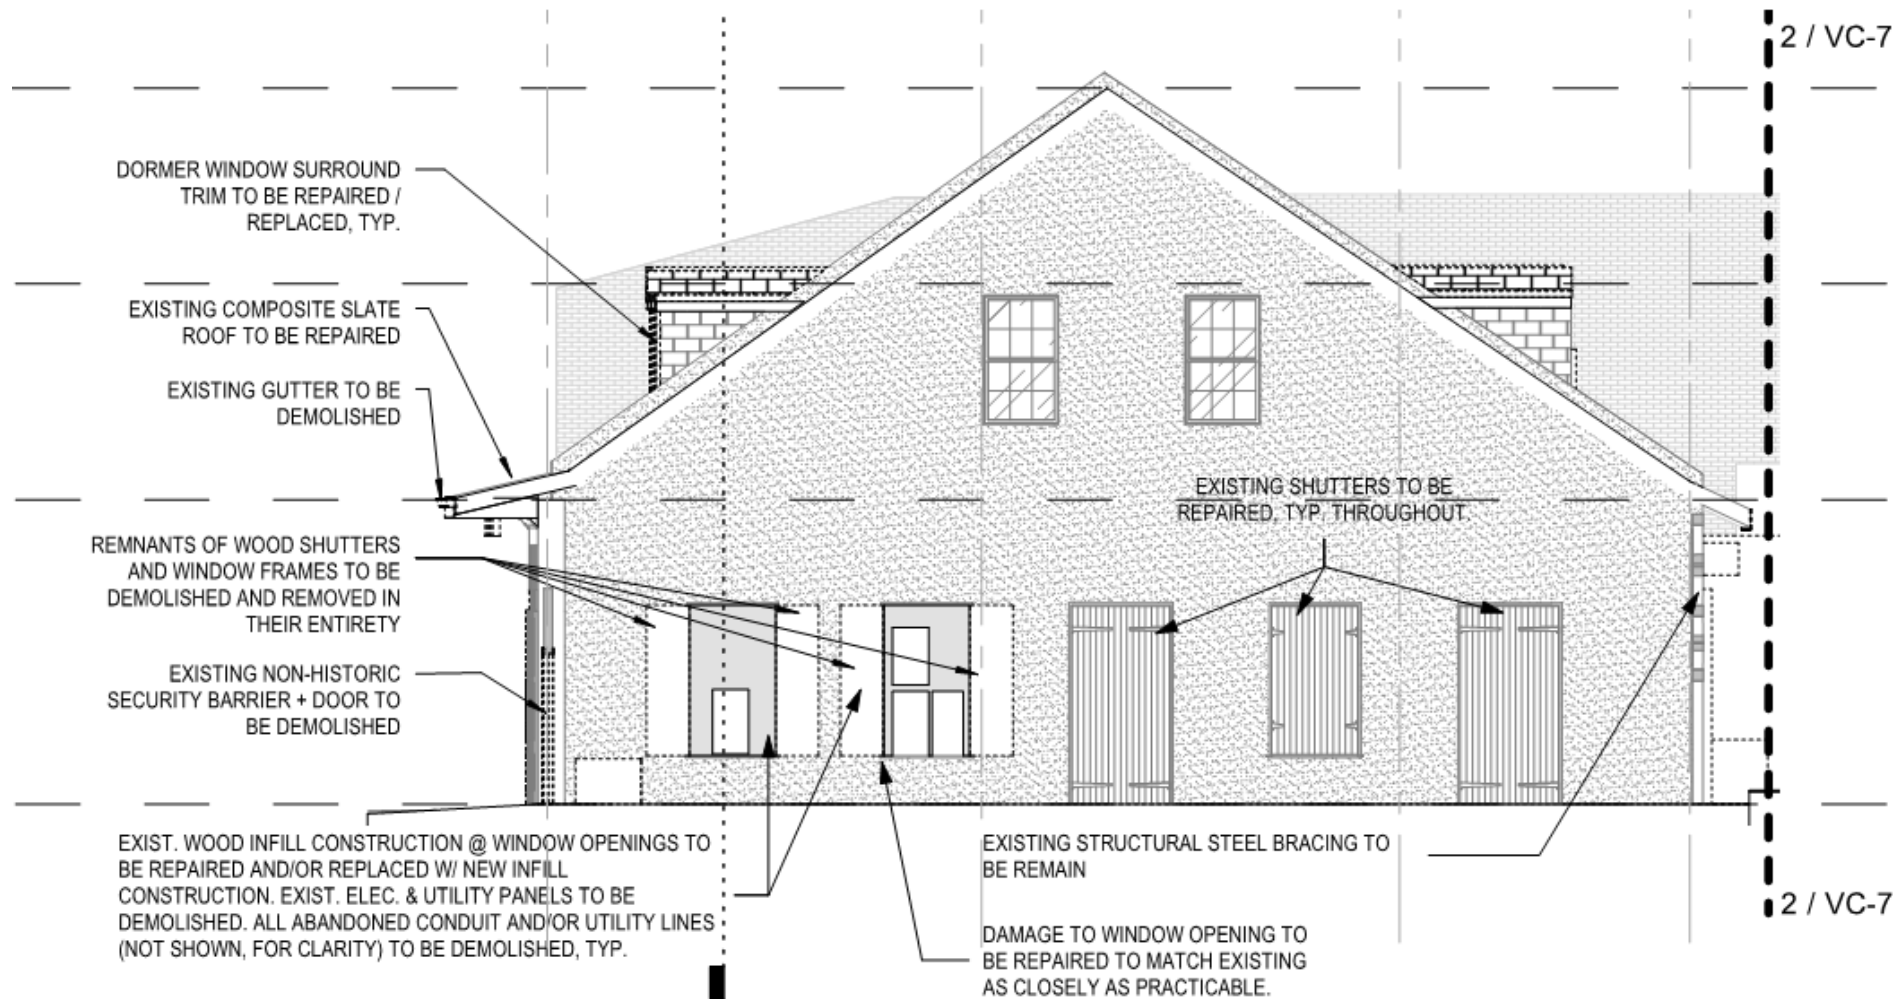 2 / VC-7
DORMER WINDOW SURROUND
TRIM TO BE REPAIRED /
REPLACED, TYP.
EXISTING COMPOSITE SLATE
ROOF TO BE REPAIRED
EXISTING GUTTER TO BE
DEMOLISHED
EXISTING SHUTTERS TO BE
REPAIRED, TYP. THROUGHOUT.
REMNANTS OF WOOD SHUTTERS
AND WINDOW FRAMES TO BE
DEMOLISHED AND REMOVED IN
THEIR ENTIRETY
EXISTING NON-HISTORIC
SECURITY BARRIER + DOOR TO
BE DEMOLISHED
EXIST. WOOD INFILL CONSTRUCTION @ WINDOW OPENINGS TO
BE REPAIRED AND/OR REPLACED W/ NEW INFILL
CONSTRUCTION. EXIST. ELEC. & UTILITY PANELS TO BE
DEMOLISHED. ALL ABANDONED CONDUIT AND/OR UTILITY LINES
(NOT SHOWN, FOR CLARITY) TO BE DEMOLISHED, TYP.
EXISTING STRUCTURAL STEEL BRACING TO
BE REMAIN
DAMAGE TO WINDOW OPENING TO
BE REPAIRED TO MATCH EXISTING
AS CLOSELY AS PRACTICABLE.
2 / VC-7